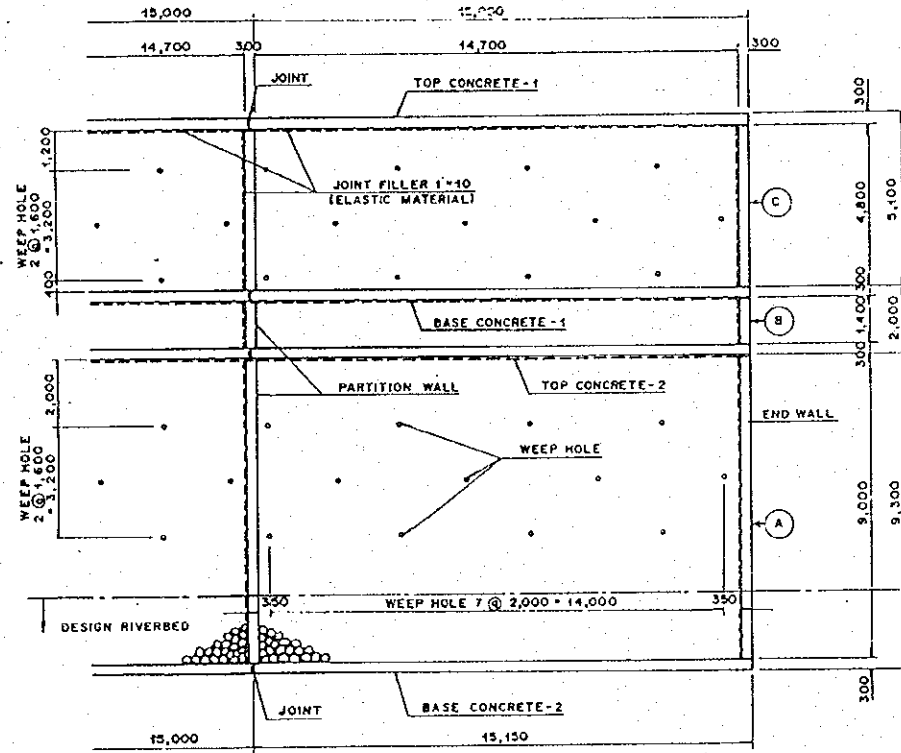 15,000
15,000
14,700
300
14,700
300
JOINT
TOP CONCRETE-1
300
1,200
WEEP HOLE
2 @ 1,600
= 3,200
400
JOINT FILLER 1=10
(ELASTIC MATERIAL)
C
4,800
5,100
300
BASE CONCRETE-1
B
1,400
2,000
300
PARTITION WALL
TOP CONCRETE-2
2,000
END WALL
WEEP HOLE
2 @ 1,600
= 3,200
WEEP HOLE
A
9,000
9,300
350
WEEP HOLE 7 @ 2,000 = 14,000
350
DESIGN RIVERBED
JOINT
BASE CONCRETE-2
300
15,000
15,150